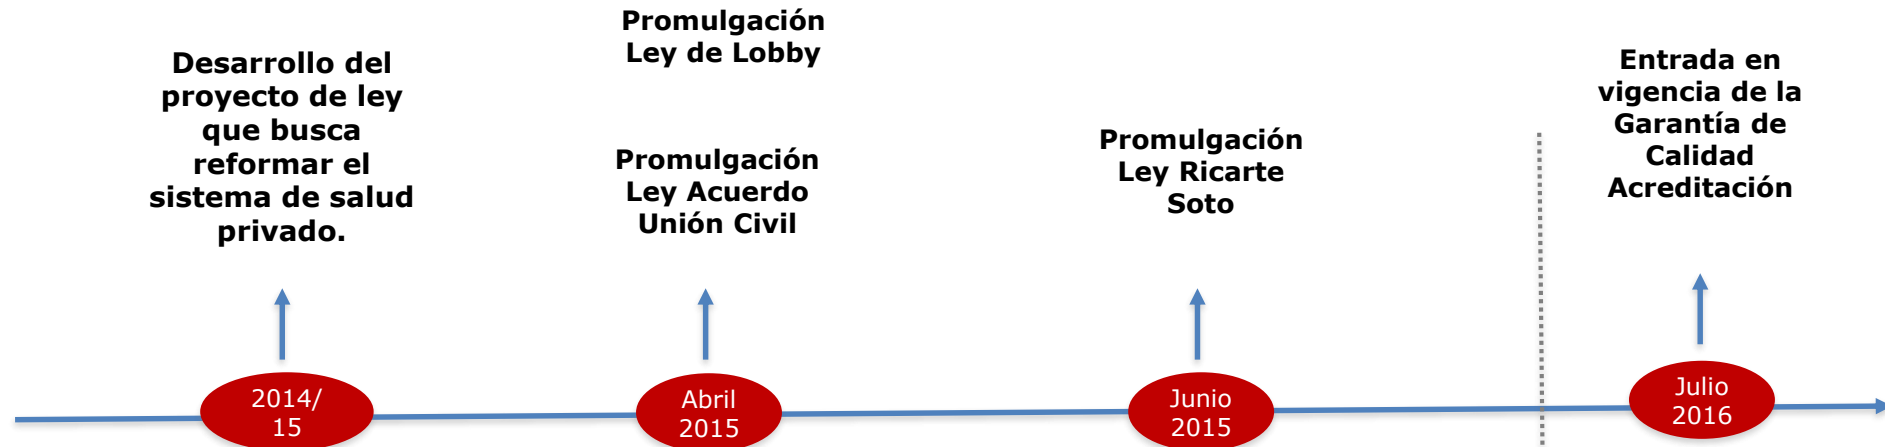 Desarrollo del
proyecto de ley
que busca
reformar el
sistema de salud
privado.
2014/
15
Promulgación
Ley de Lobby
Promulgación
Ley Acuerdo
Unión Civil
Abril
2015
Promulgación
Ley Ricarte
Soto
Junio
2015
Entrada en
vigencia de la
Garantía de
Calidad
Acreditación
Julio
2016